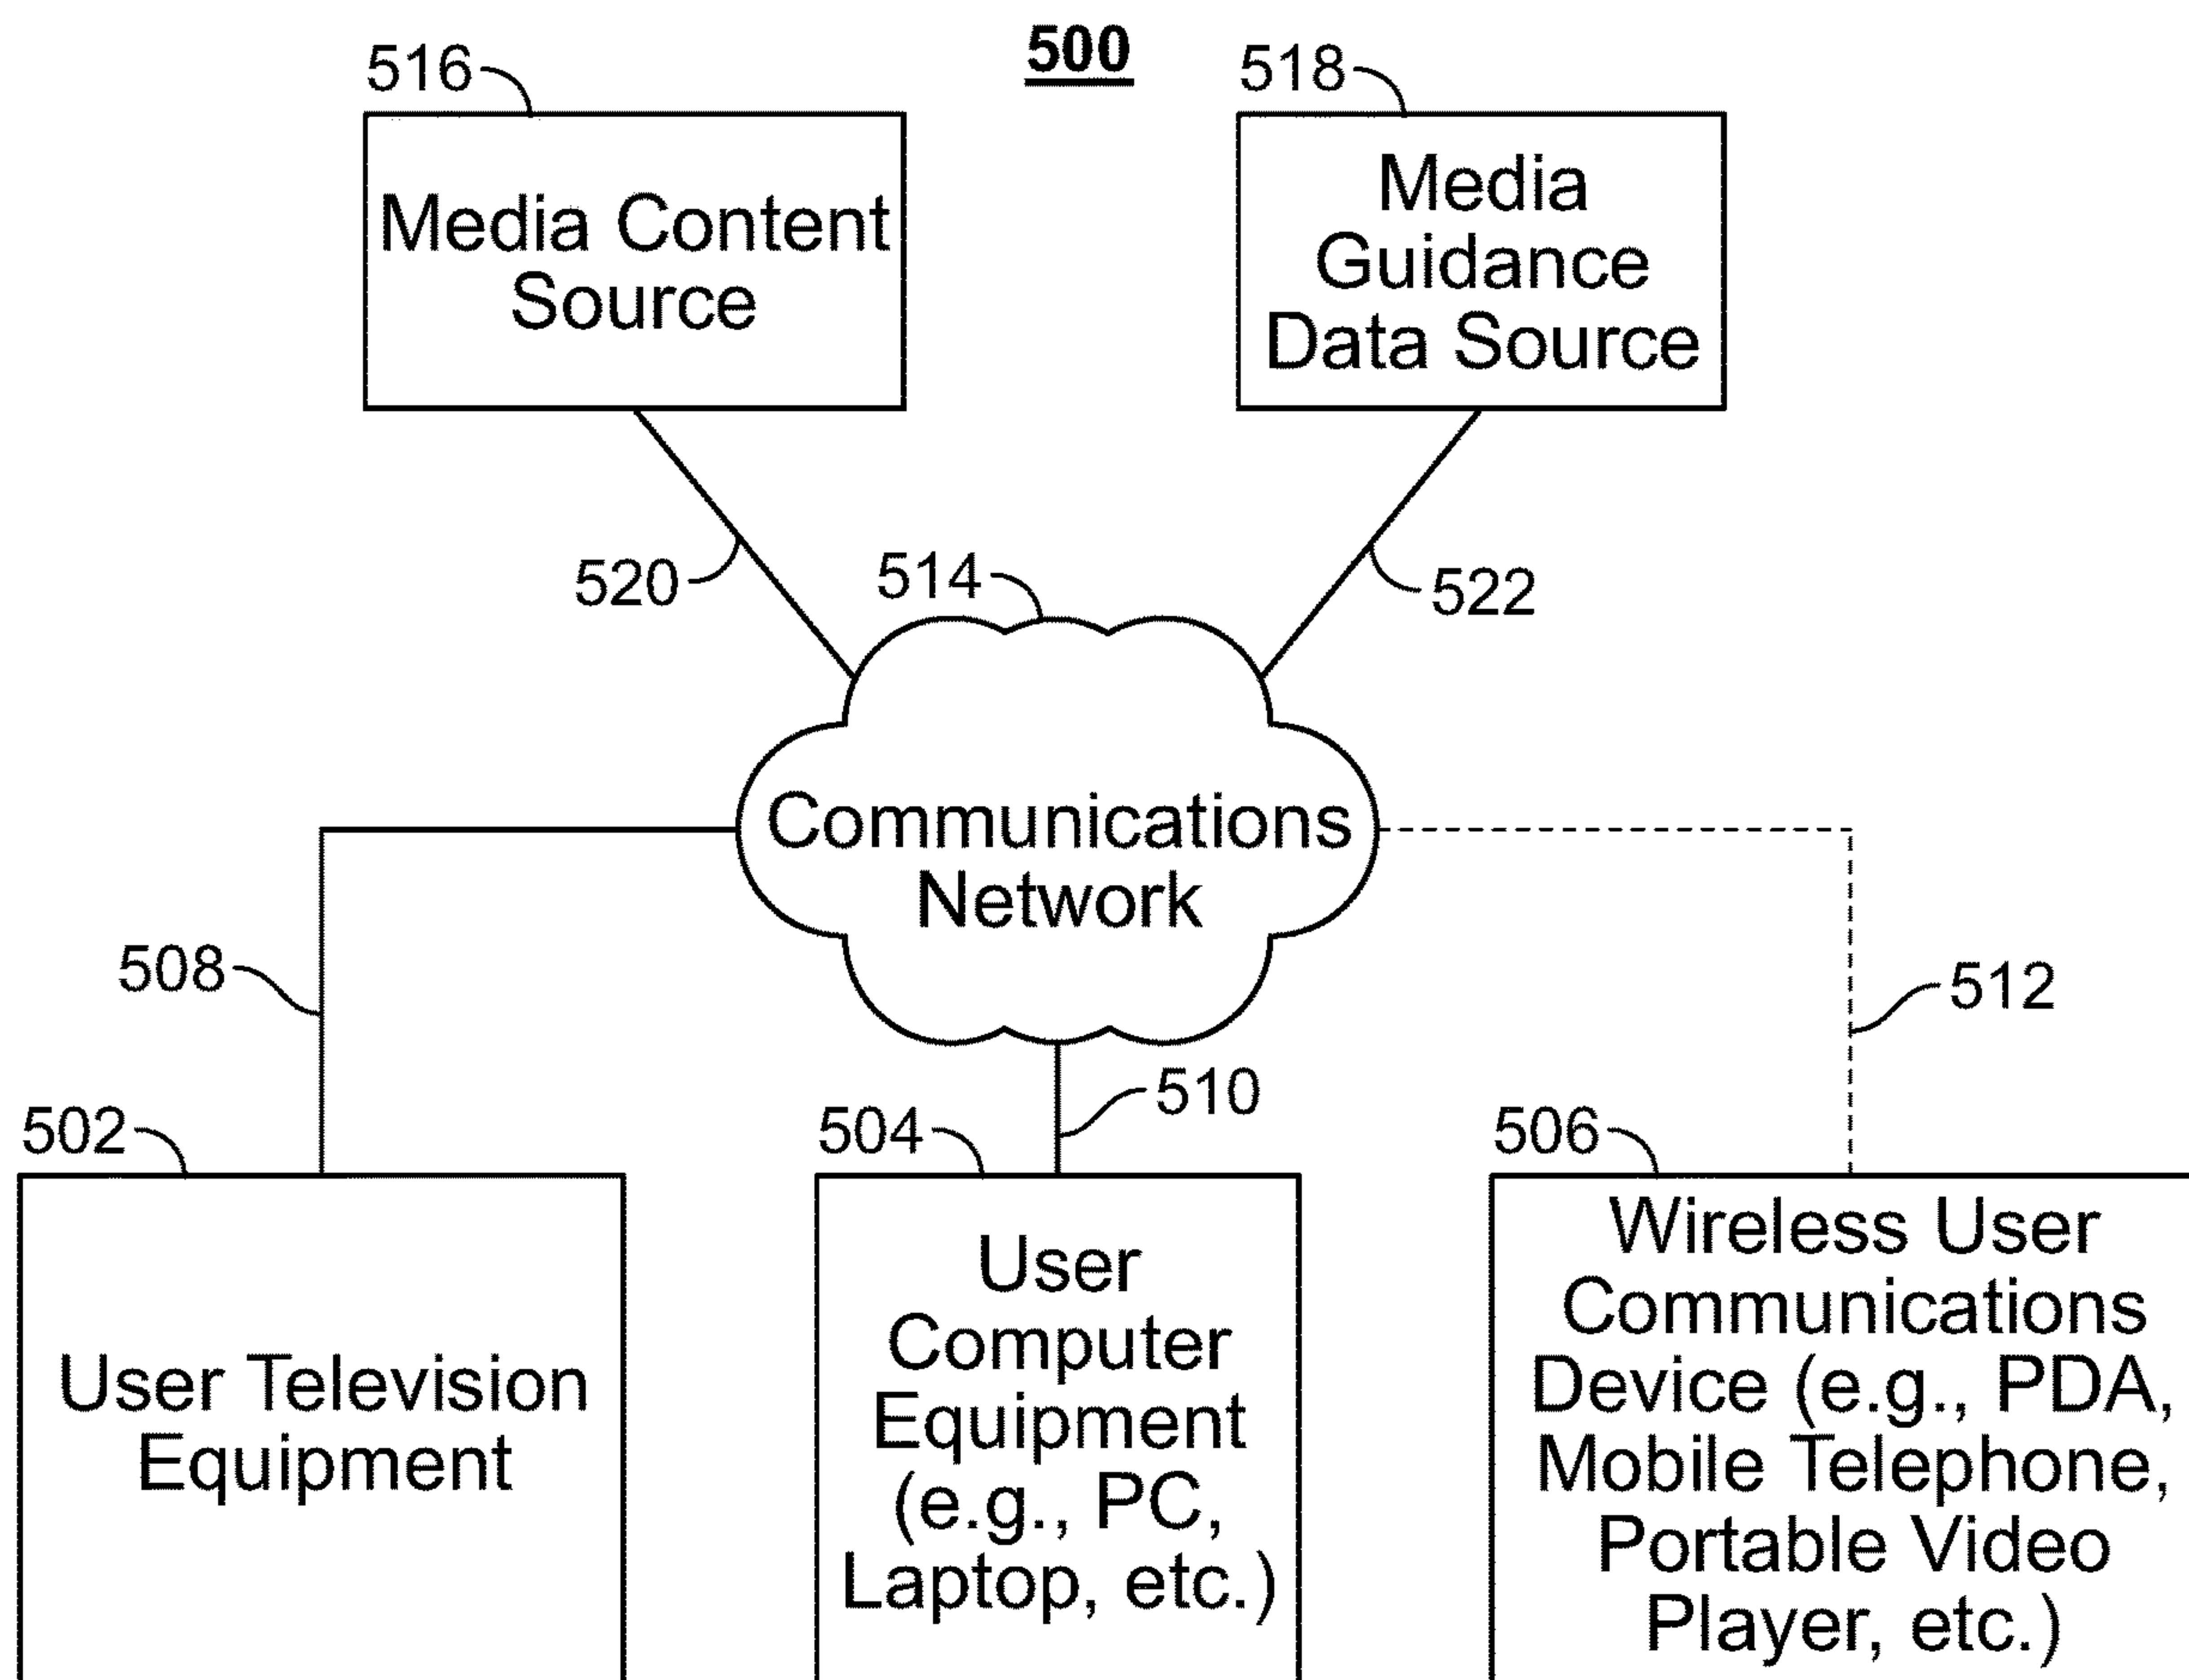 500
516
518
Media Content
Source
Media
Guidance
Data Source
520
514
522
Communications
Network
508
512
510
502
504
506
User Television
Equipment
User
Computer
Equipment
(e.g., PC,
Laptop, etc.)
Wireless User
Communications
Device (e.g., PDA,
Mobile Telephone,
Portable Video
Player, etc.)